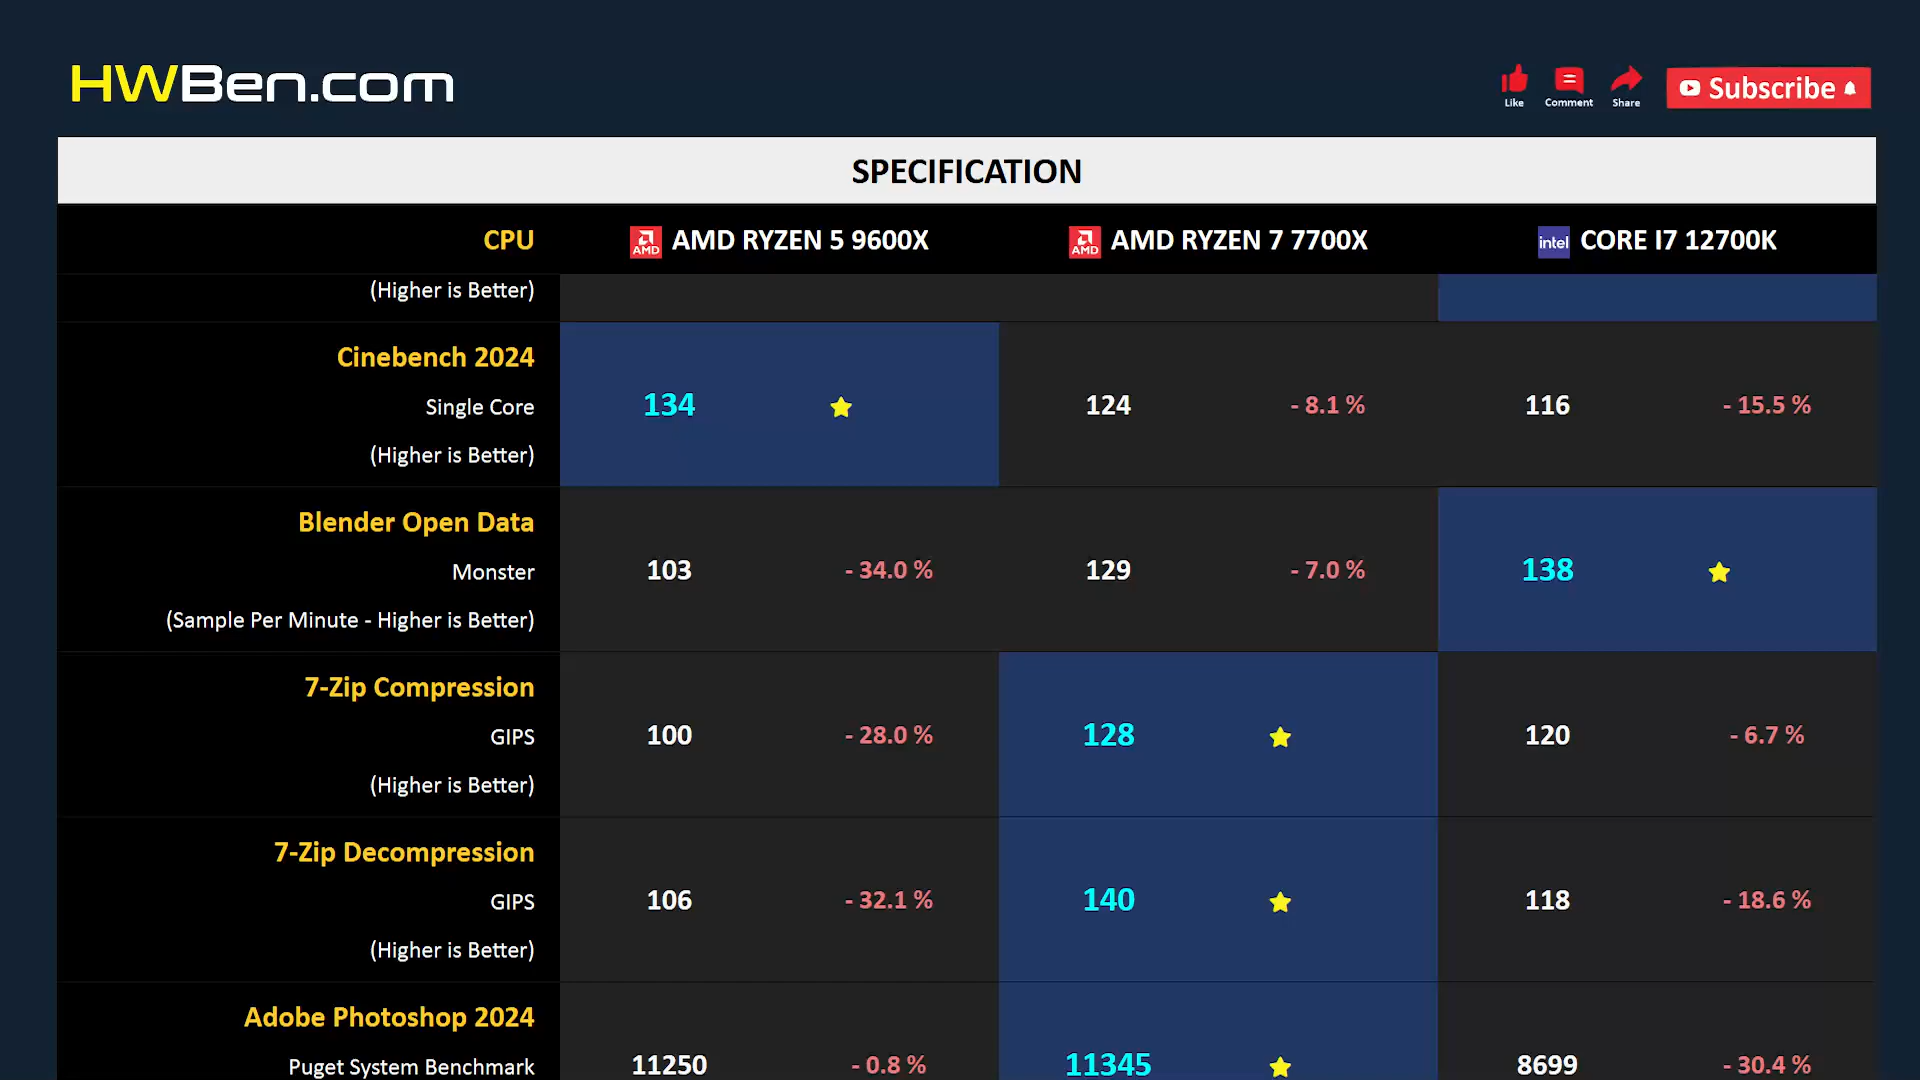 HWBen.com
Like
Comment
Share
Subscribe
SPECIFICATION
CPU
AMD
AMD RYZEN 5 9600X
AMD
AMD RYZEN 7 7700X
intel
CORE I7 12700K
(Higher is Better)
Cinebench 2024
Single Core
(Higher is Better)
134
124
- 8.1 %
116
- 15.5 %
Blender Open Data
Monster
(Sample Per Minute - Higher is Better)
103
- 34.0 %
129
- 7.0 %
138
7-Zip Compression
GIPS
(Higher is Better)
100
- 28.0 %
128
120
- 6.7 %
7-Zip Decompression
GIPS
(Higher is Better)
106
- 32.1 %
140
118
- 18.6 %
Adobe Photoshop 2024
Puget System Benchmark
11250
- 0.8 %
11345
8699
- 30.4 %